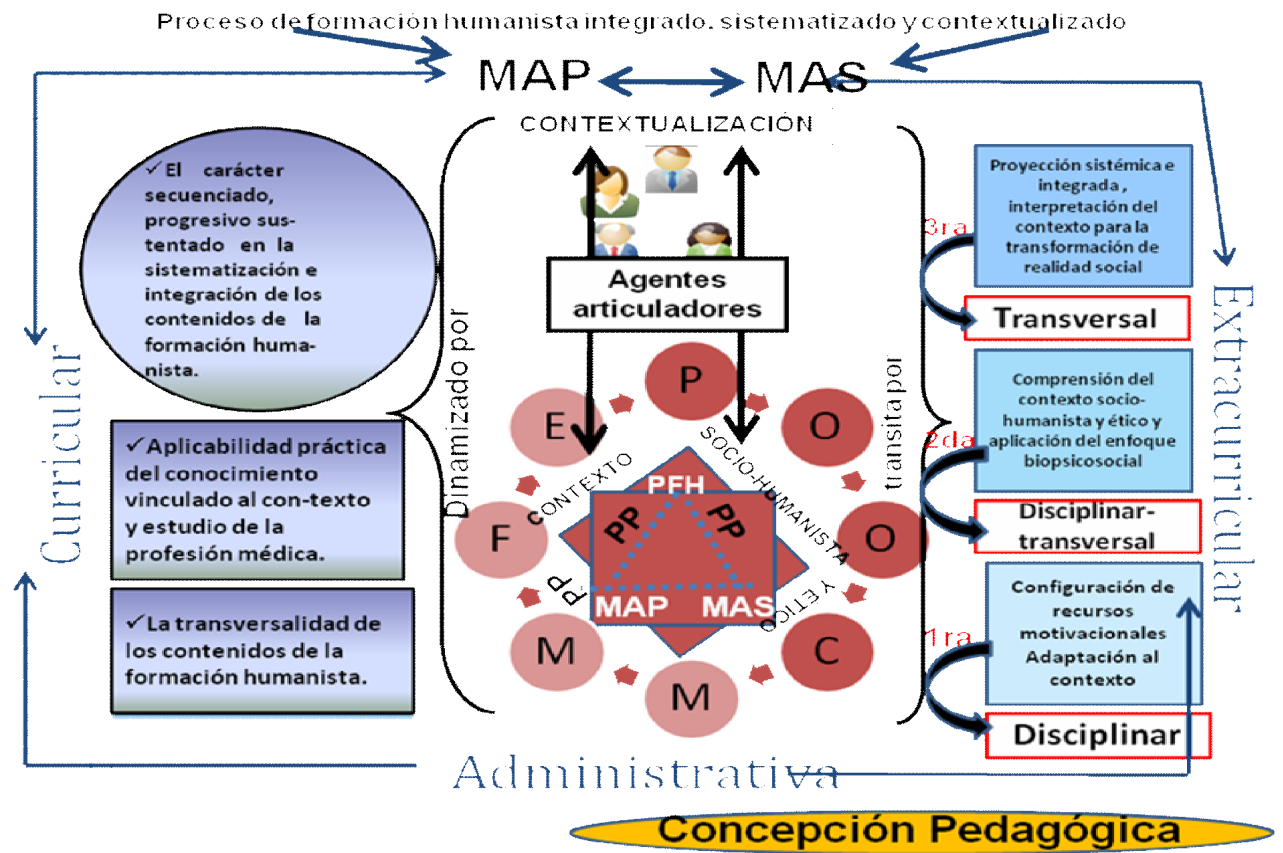 Proceso de formación humanista integrado. sistematizado y contextualizado
MAP
MAS
CONTEXTUALIZACIÓN
✓El carácter
secuenciado,
progresivo sus-
tentado en la
sistematización e
integración de los
contenidos de la
formación huma-
nista.
✓Aplicabilidad práctica
del conocimiento
vinculado al con-texto
y estudio de la
profesión médica.
✓La transversalidad de
los contenidos de la
formación humanista.
Curricular
Dinamizado por
Agentes
articuladores
P
O
O
C
M
M
F
E
CONTEXTO
SOCIO-HUMANISTA
Y ETICO
PP
PFH
PP
PP
MAP
MAS
transita por
3ra
Proyección sistémica e
integrada ,
interpretación del
contexto para la
transformación de
realidad social
Transversal
2da
Comprensión del
contexto socio-
humanista y ético y
aplicación del enfoque
biopsicosocial
Disciplinar-
transversal
1ra
Configuración de
recursos
motivacionales
Adaptación al
contexto
Disciplinar
Extracurricular
Administrativa
Concepción Pedagógica